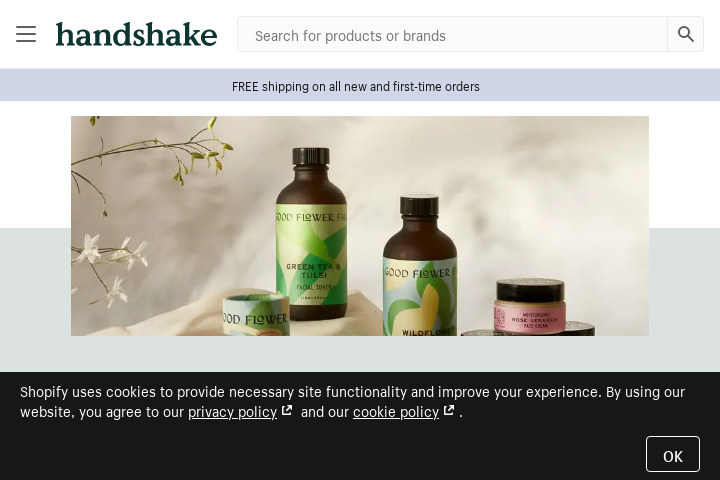 handshake
Search for products or brands
FREE shipping on all new and first-time orders
GOOD FLOWER
GREEN TEA &
TULSI
FACIAL TONER
GOOD FLOWER
WILDFLOWER
OOD FLOWER
MOISTURIZING
ROSE GERANIUM
FACE CREAM
Shopify uses cookies to provide necessary site functionality and improve your experience. By using our
website, you agree to our privacy policy and our cookie policy .
OK